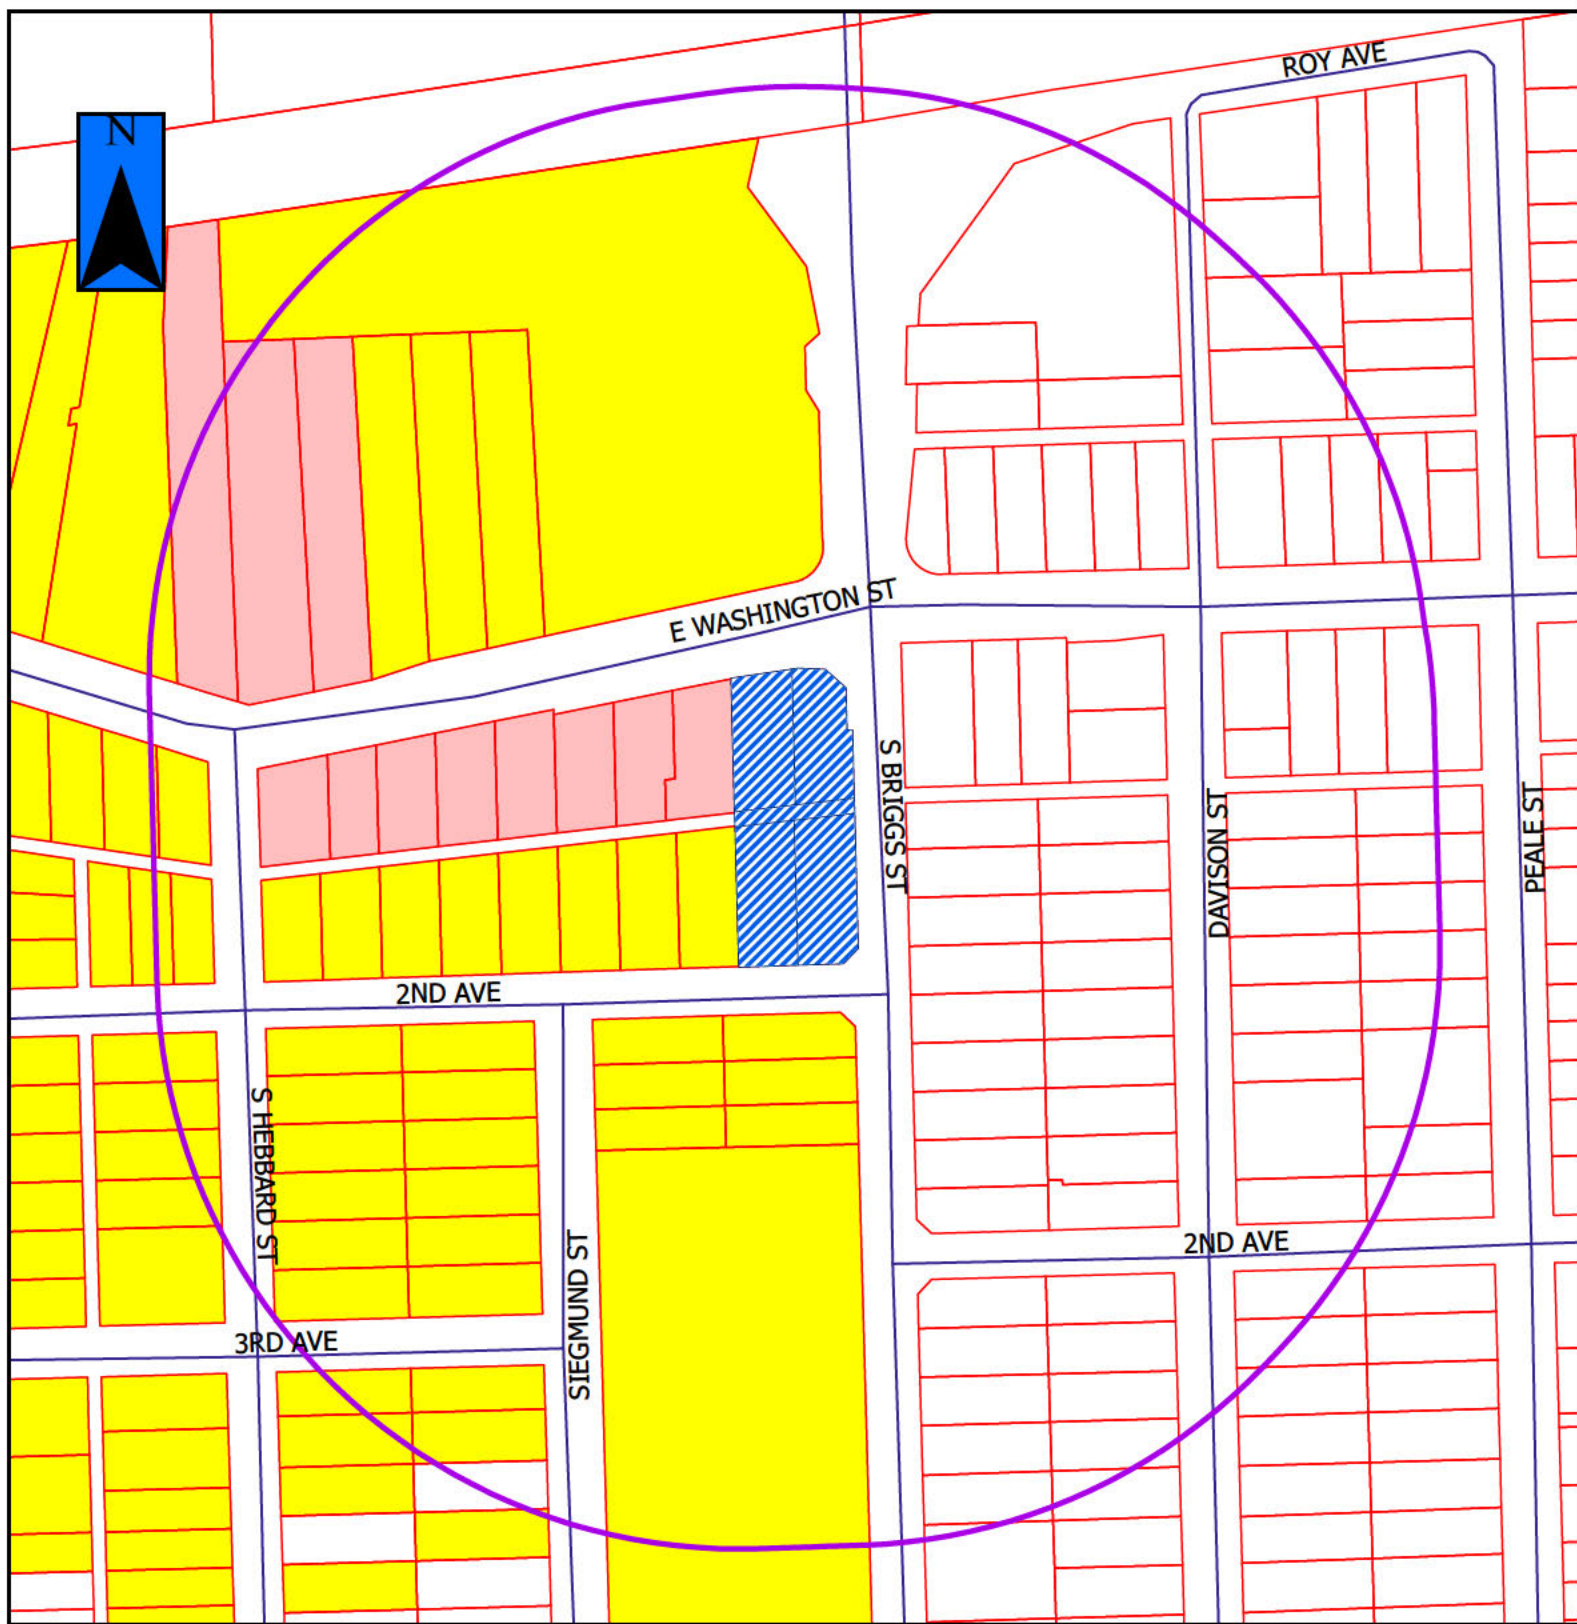 ROY AVE
N
E WASHINGTON ST
S BRIGGS ST
DAVISON ST
PEALE ST
2ND AVE
S HEBBARD ST
SIEGMUND ST
2ND AVE
3RD AVE